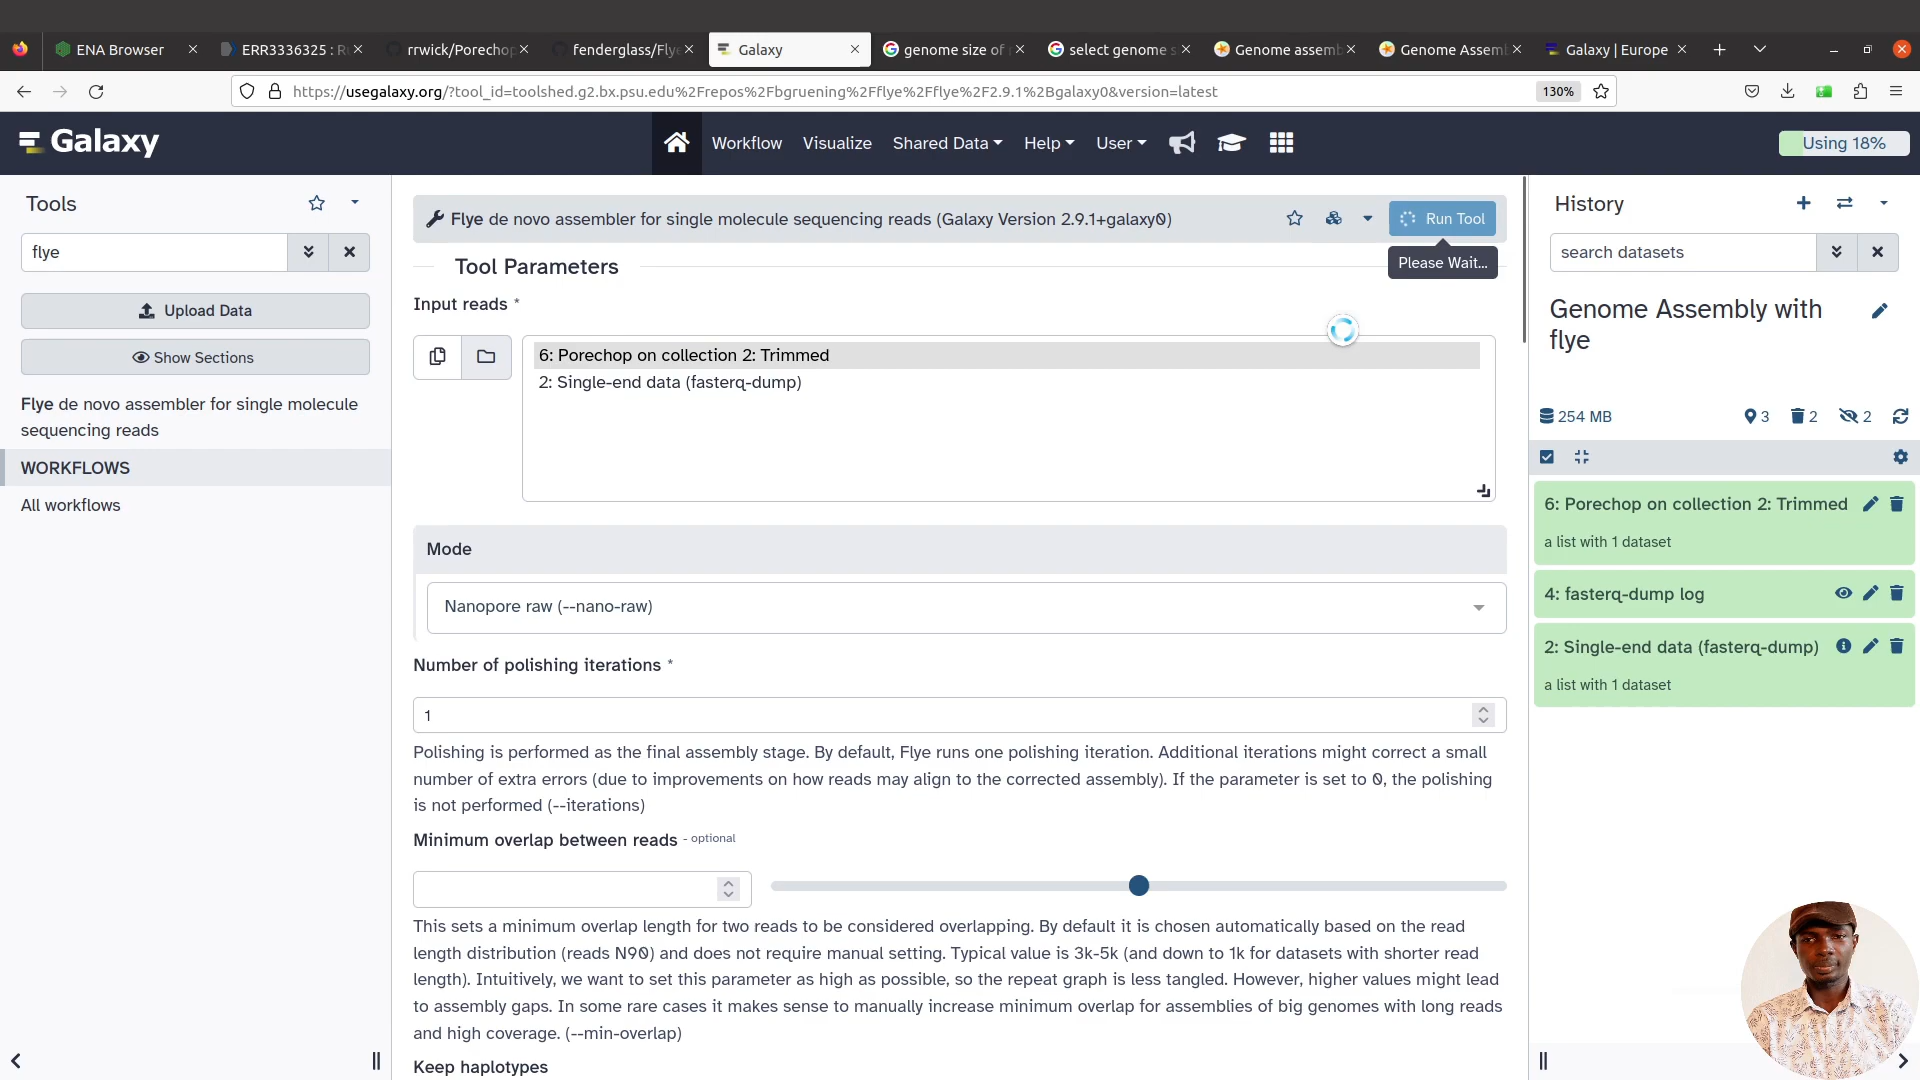 ENA Browser
ERR3336325 : R
rrwick/Porechop
fenderglass/Fly
Galaxy
genome size of
select genome s
Genome assemb
Genome Assembl
Galaxy | Europe
https://usegalaxy.org/?tool_id=toolshed.g2.bx.psu.edu%2Frepos%2Fbgruening%2Fflye%2Fflye%2F2.9.1%2Bgalaxy0&version=latest
130%
Galaxy
Workflow
Visualize
Shared Data
Help
User
Using 18%
Tools
flye
Upload Data
Show Sections
Flye de novo assembler for single molecule
sequencing reads
WORKFLOWS
All workflows
Flye de novo assembler for single molecule sequencing reads (Galaxy Version 2.9.1+galaxy0)
Run Tool
Please Wait...
Tool Parameters
Input reads *
6: Porechop on collection 2: Trimmed
2: Single-end data (fasterq-dump)
Mode
Nanopore raw (--nano-raw)
Number of polishing iterations *
1
Polishing is performed as the final assembly stage. By default, Flye runs one polishing iteration. Additional iterations might correct a small
number of extra errors (due to improvements on how reads may align to the corrected assembly). If the parameter is set to 0, the polishing
is not performed (--iterations)
Minimum overlap between reads - optional
This sets a minimum overlap length for two reads to be considered overlapping. By default it is chosen automatically based on the read
length distribution (reads N90) and does not require manual setting. Typical value is 3k-5k (and down to 1k for datasets with shorter read
length). Intuitively, we want to set this parameter as high as possible, so the repeat graph is less tangled. However, higher values might lead
to assembly gaps. In some rare cases it makes sense to manually increase minimum overlap for assemblies of big genomes with long reads
and high coverage. (--min-overlap)
Keep haplotypes
History
search datasets
Genome Assembly with
flye
254 MB
3
2
2
6: Porechop on collection 2: Trimmed
a list with 1 dataset
4: fasterq-dump log
2: Single-end data (fasterq-dump)
a list with 1 dataset